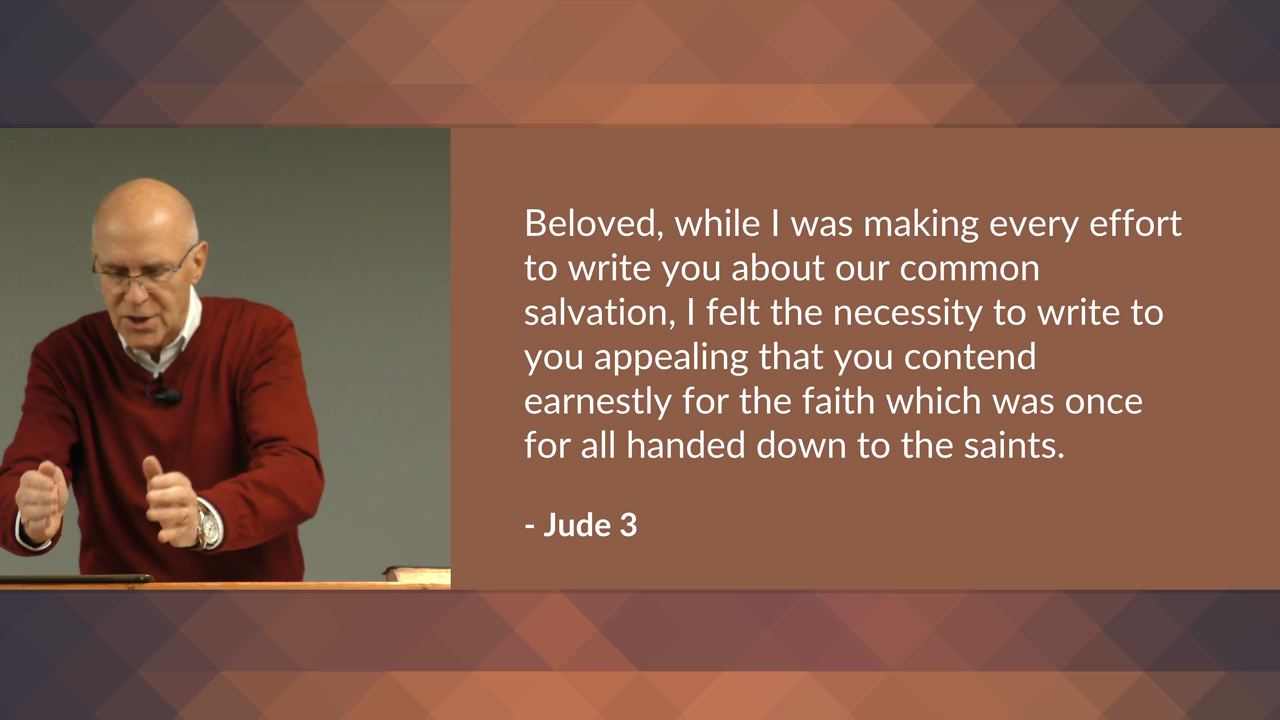 Beloved, while I was making every effort
to write you about our common
salvation, I felt the necessity to write to
you appealing that you contend
earnestly for the faith which was once
for all handed down to the saints.
- Jude 3